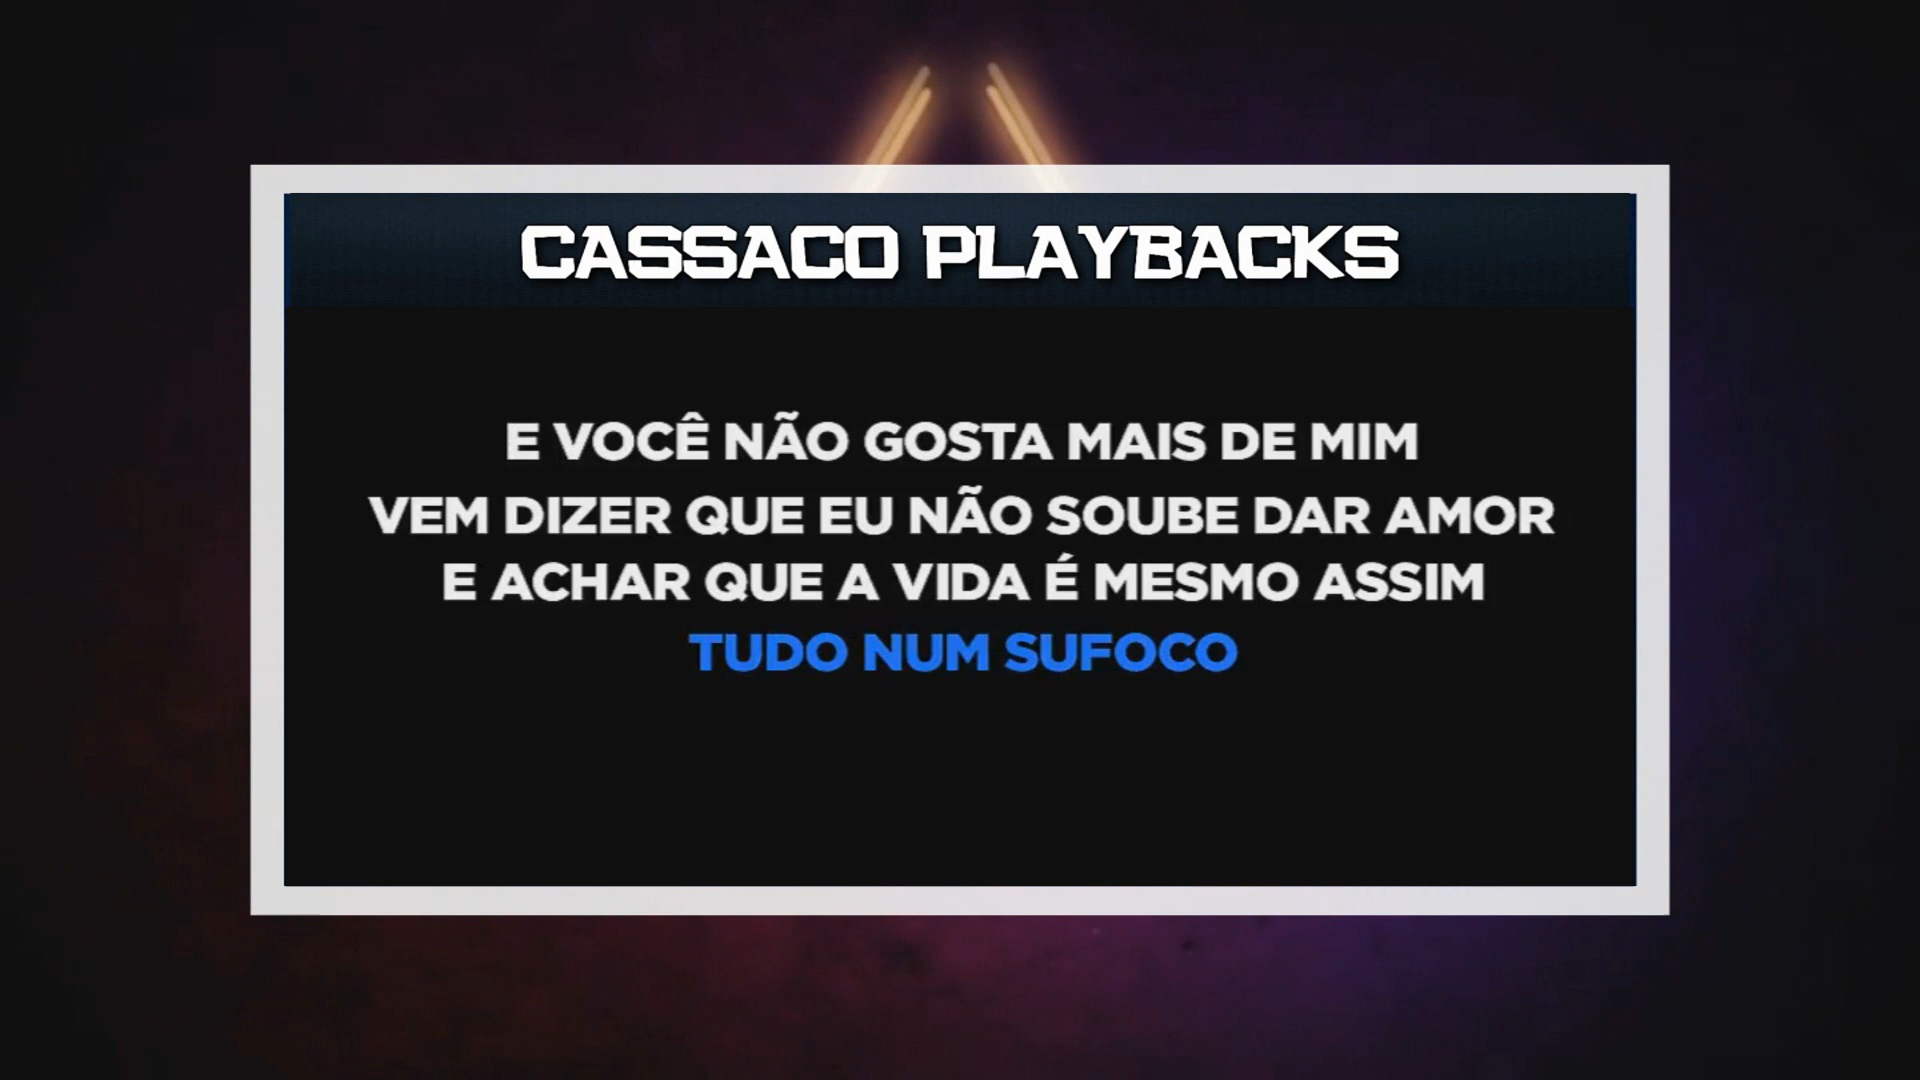 CASSACO PLAYBACKS
E VOCÊ NÃO GOSTA MAIS DE MIM
VEM DIZER QUE EU NÃO SOUBE DAR AMOR
E ACHAR QUE A VIDA É MESMO ASSIM
TUDO NUM SUFOCO